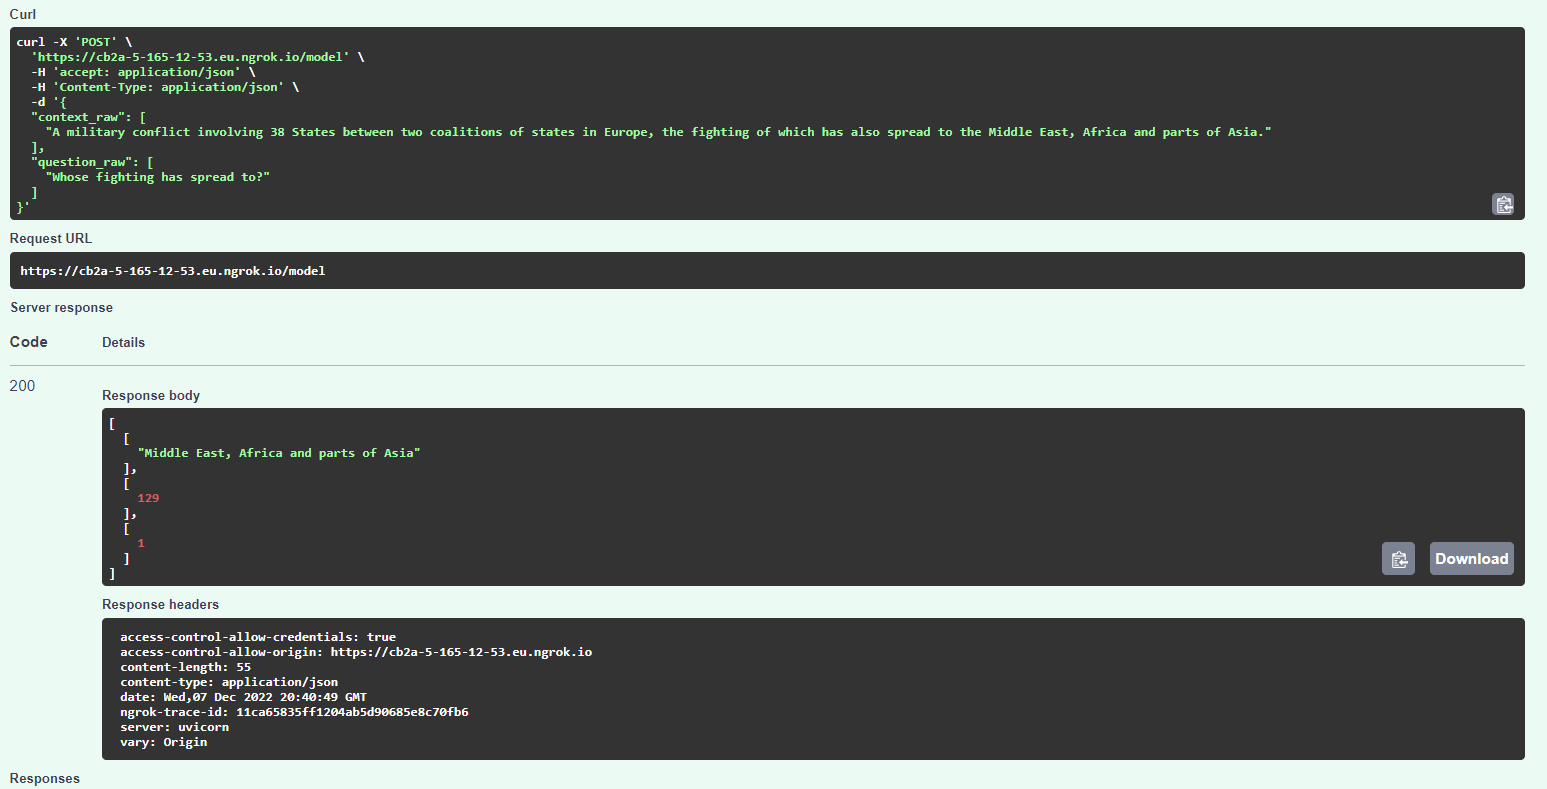 Curl
curl -X 'POST' \
'https://cb2a-5-165-12-53.eu.ngrok.io/model' \
-H 'accept: application/json' \
-H 'Content-Type: application/json' \
-d '{
"context_raw": [
"A military conflict involving 38 States between two coalitions of states in Europe, the fighting of which has also spread to the Middle East, Africa and parts of Asia."
],
"question_raw": [
"Whose fighting has spread to?"
]
}'
Request URL
https://cb2a-5-165-12-53.eu.ngrok.io/model
Server response
Code Details
200
Response body
[
[
"Middle East, Africa and parts of Asia"
],
[
129
],
[
1
]
]
Download
Response headers
access-control-allow-credentials: true
access-control-allow-origin: https://cb2a-5-165-12-53.eu.ngrok.io
content-length: 55
content-type: application/json
date: Wed,07 Dec 2022 20:40:49 GMT
ngrok-trace-id: 11ca65835ff1204ab5d90685e8c70fb6
server: uvicorn
vary: Origin
Responses